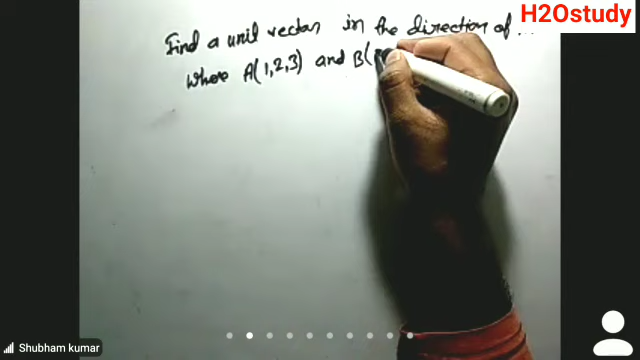 H2Ostudy
Find a unit vector in the direction of ...
where A(1,2,3) and B(
Shubham kumar